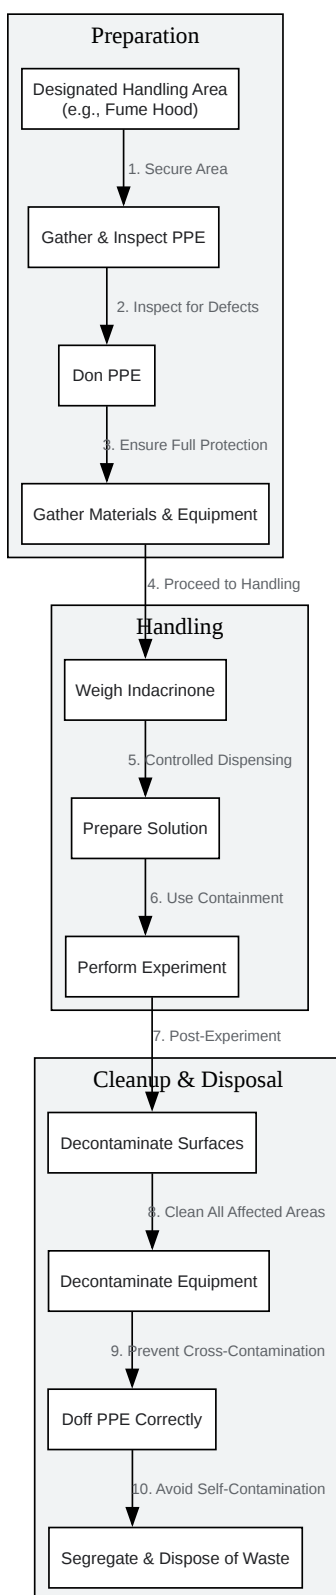 Preparation
Designated Handling Area
(e.g., Fume Hood)
1. Secure Area
Gather & Inspect PPE
2. Inspect for Defects
Don PPE
3. Ensure Full Protection
Gather Materials & Equipment
4. Proceed to Handling
Handling
Weigh Indacrinone
5. Controlled Dispensing
Prepare Solution
6. Use Containment
Perform Experiment
7. Post-Experiment
Cleanup & Disposal
Decontaminate Surfaces
8. Clean All Affected Areas
Decontaminate Equipment
9. Prevent Cross-Contamination
Doff PPE Correctly
10. Avoid Self-Contamination
Segregate & Dispose of Waste